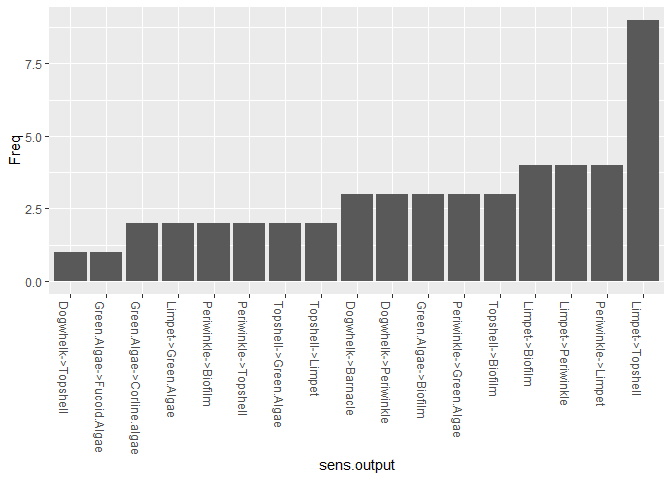 7.5
5.0
2.5
0.0
Freq
Dogwhelk->Topshell
Green.Algae->Fucoid.Algae
Green.Algae->Corline.algae
Limpet->Green.Algae
Periwinkle->Biofilm
Periwinkle->Topshell
Topshell->Green.Algae
Topshell->Limpet
Dogwhelk->Barnacle
Dogwhelk->Periwinkle
Green.Algae->Biofilm
Periwinkle->Green.Algae
Topshell->Biofilm
Limpet->Biofilm
Limpet->Periwinkle
Periwinkle->Limpet
Limpet->Topshell
sens.output